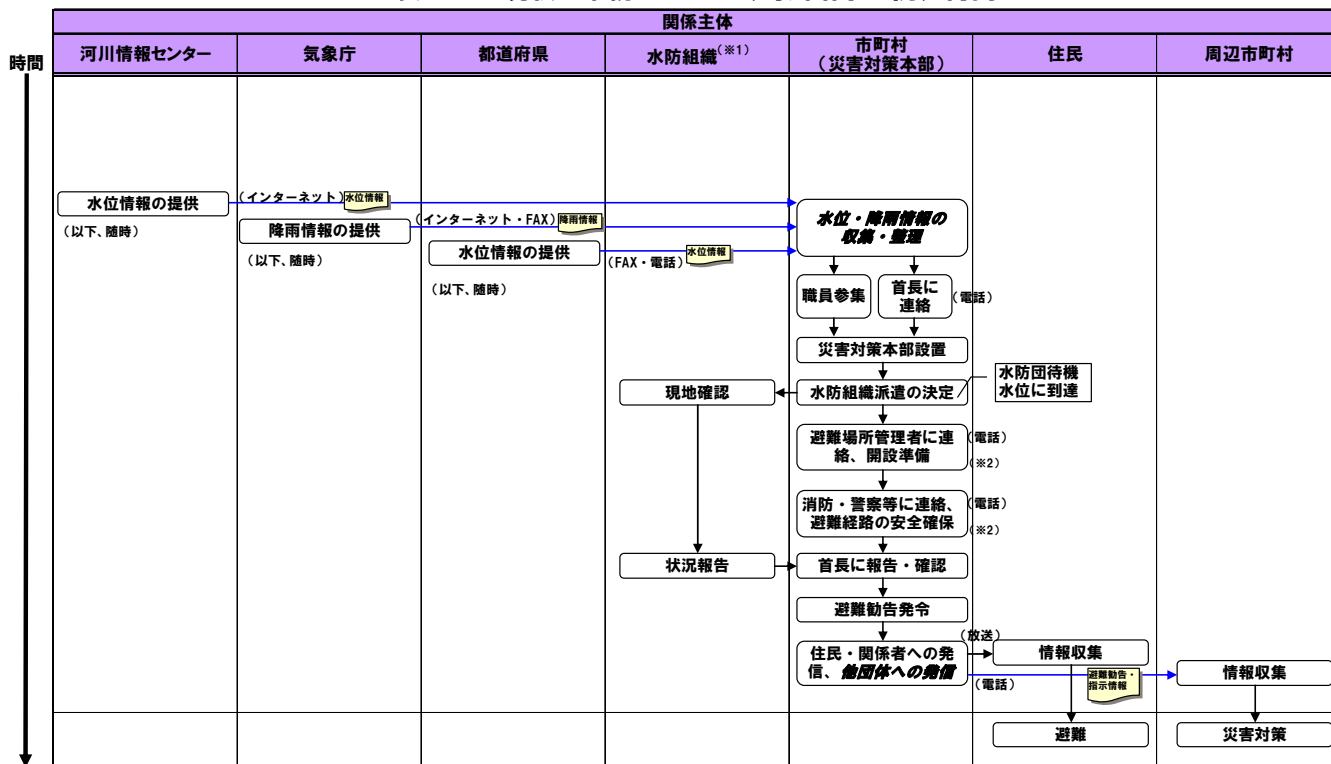 関係主体
時間
河川情報センター
気象庁
都道府県
水防組織(※1)
市町村
(災害対策本部)
住民
周辺市町村
水位情報の提供
(以下、随時)
(インターネット)
水位情報
降雨情報の提供
(以下、随時)
(インターネット・FAX)
降雨情報
水位情報の提供
(以下、随時)
(FAX・電話)
水位情報
水位・降雨情報の
収集・整理
職員参集
首長に
連絡
(電話)
災害対策本部設置
水防組織派遣の決定
水防団待機
水位に到達
現地確認
避難場所管理者に連
絡、開設準備
(電話)
(※2)
消防・警察等に連絡、
避難経路の安全確保
(電話)
(※2)
状況報告
首長に報告・確認
避難勧告発令
住民・関係者への発
信、他団体への発信
(放送)
情報収集
(電話)
避難勧告・
指示情報
情報収集
避難
災害対策